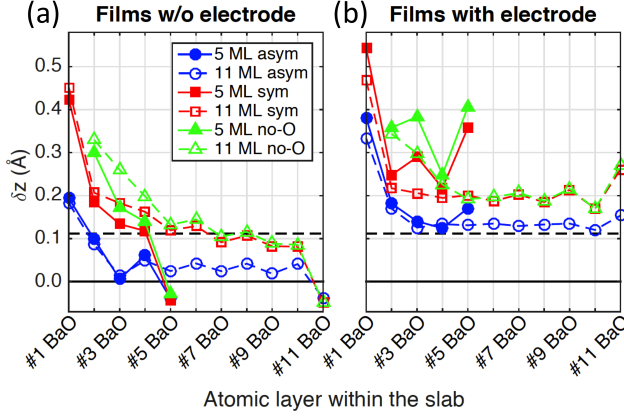 (a) Films w/o electrode
(b) Films with electrode
δz (Å)
0.5
0.4
0.3
0.2
0.1
0.0
5 ML asym
11 ML asym
5 ML sym
11 ML sym
5 ML no-O
11 ML no-O
#1 BaO
#3 BaO
#5 BaO
#7 BaO
#9 BaO
#11 BaO
#1 BaO
#3 BaO
#5 BaO
#7 BaO
#9 BaO
#11 BaO
Atomic layer within the slab